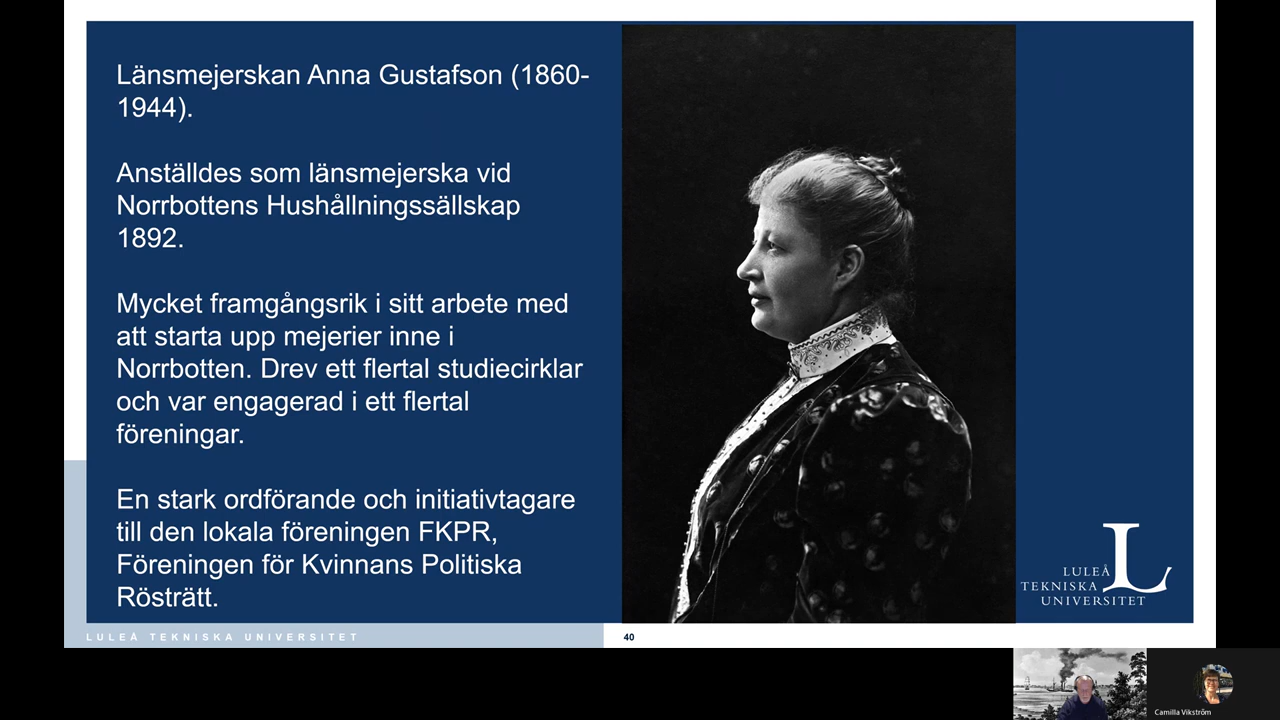 Länsmejerskan Anna Gustafson (1860-
1944).
Anställdes som länsmejerska vid
Norrbottens Hushållningssällskap
1892.
Mycket framgångsrik i sitt arbete med
att starta upp mejerier inne i
Norrbotten. Drev ett flertal studiecirklar
och var engagerad i ett flertal
föreningar.
En stark ordförande och initiativtagare
till den lokala föreningen FKPR,
Föreningen för Kvinnans Politiska
Rösträtt.
L
LULEÅ
TEKNISKA
UNIVERSITET
LULEÅ TEKNISKA UNIVERSITET
40
Camilla Vikström